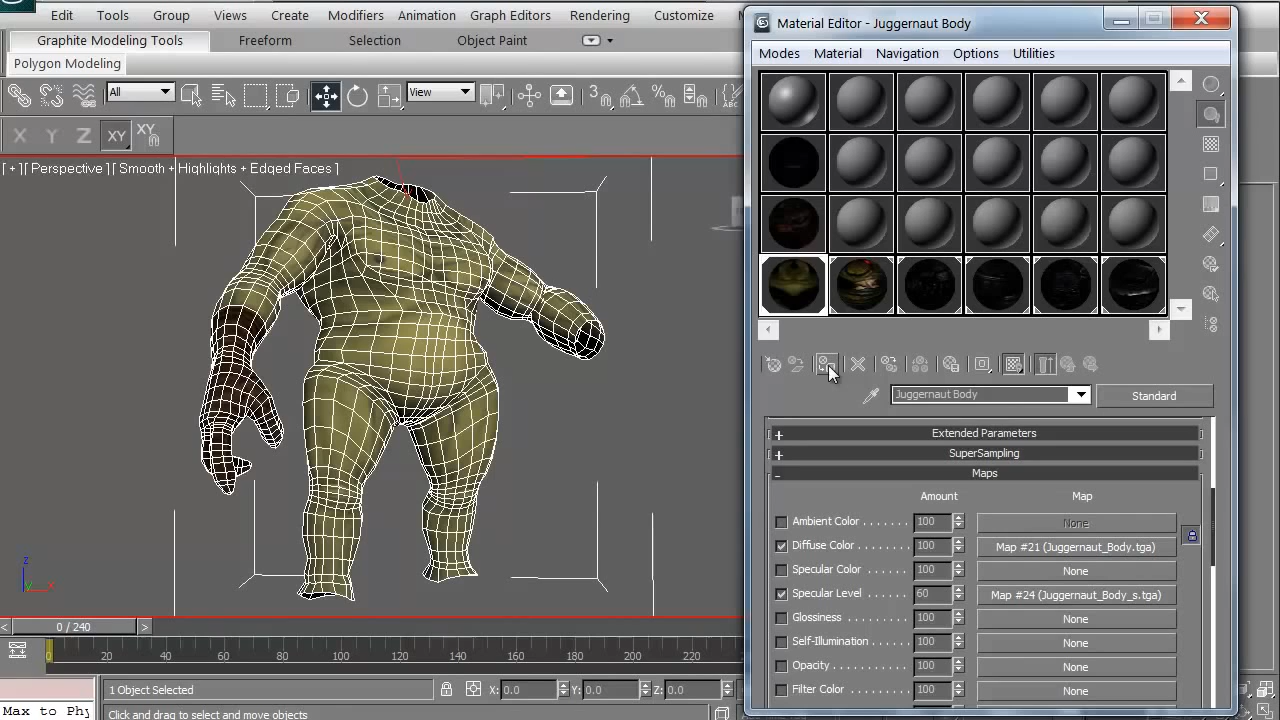 Edit Tools Group Views Create Modifiers Animation Graph Editors Rendering Customize
Material Editor - Juggernaut Body
Graphite Modeling Tools Freeform Selection Object Paint
Modes Material Navigation Options Utilities
Polygon Modeling
All View
X Y Z XY XY
[ + ][ Perspective ][ Smooth + Highlights + Edged Faces ]
Juggernaut Body Standard
+ Extended Parameters
+ SuperSampling
- Maps
Amount Map
Ambient Color . . . . . . . 100 None
Diffuse Color . . . . . . . 100 Map #21 (Juggernaut_Body.tga)
Specular Color . . . . . . 100 None
Specular Level . . . . . . 60 Map #24 (Juggernaut_Body_s.tga)
Glossiness . . . . . . . . . 100 None
Self-Illumination . . . . . . 100 None
Opacity . . . . . . . . . . 100 None
Filter Color . . . . . . . . . 100 None
z
y x
< 0 / 240 >
0 20 40 60 80 100 120 140 160 180 200 220
1 Object Selected X: 0.0 Y: 0.0 Z: 0.0
Max to Phy Click and drag to select and move objects